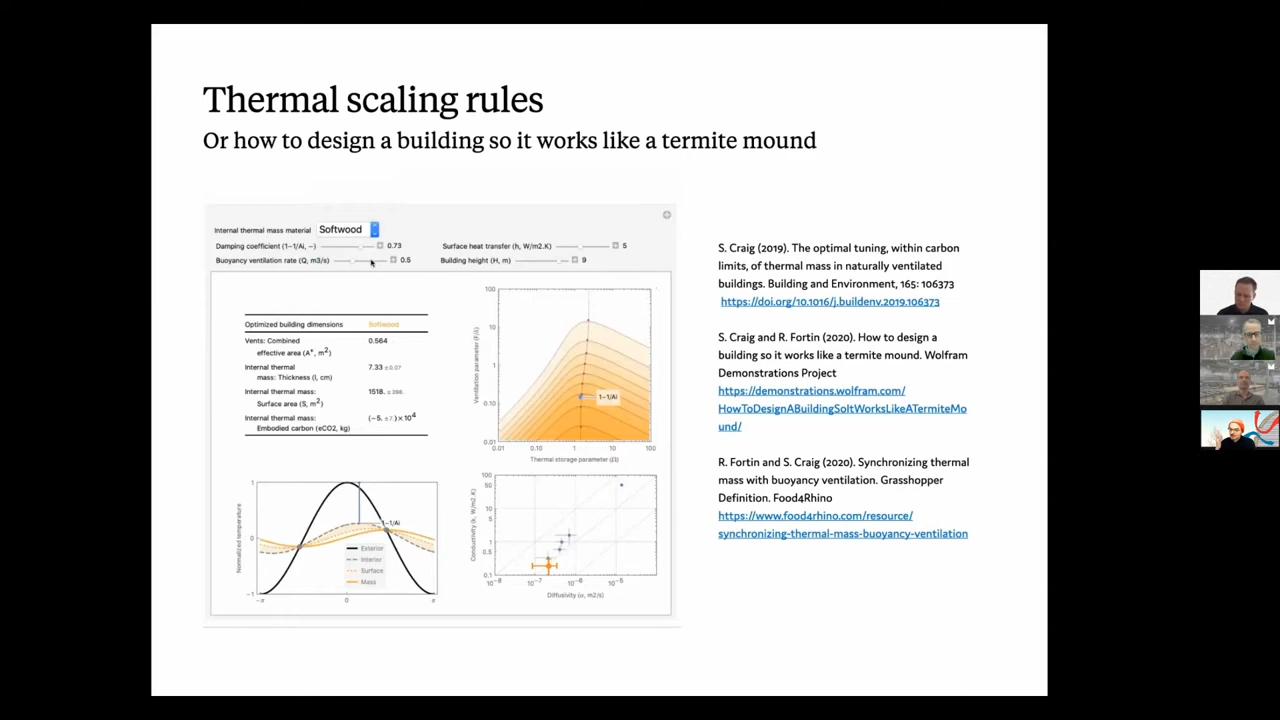 Thermal scaling rules
Or how to design a building so it works like a termite mound
Internal thermal mass material Softwood
Damping coefficient (1−1/Ai, −) 0.73
Surface heat transfer (h, W/m2.K) 5
Buoyancy ventilation rate (Q, m3/s) 0.5
Building height (H, m) 9
Optimized building dimensions Softwood
Vents: Combined 0.564
effective area (A*, m²)
Internal thermal 7.33 ±0.07
mass: Thickness (l, cm)
Internal thermal mass: 1518.
Surface area (S, m²)
Internal thermal mass: (−5. ±7.)×10⁴
Embodied carbon (eCO2, kg)
Ventilation parameter (F/L)
100
10
1
0.10
0.01
1−1/Ai
0.01 0.10 1 10 100
Thermal storage parameter (Ω)
Normalized temperature
1
0
−1
1−1/Ai
Exterior
Interior
Surface
Mass
−π 0 π
Conductivity (k, W/m2.K)
100
50
10
5
1
0.5
0.1
10⁻⁸ 10⁻⁷ 10⁻⁶ 10⁻⁵
Diffusivity (α, m2/s)
S. Craig (2019). The optimal tuning, within carbon
limits, of thermal mass in naturally ventilated
buildings. Building and Environment, 165: 106373
https://doi.org/10.1016/j.buildenv.2019.106373
S. Craig and R. Fortin (2020). How to design a
building so it works like a termite mound. Wolfram
Demonstrations Project
https://demonstrations.wolfram.com/
HowToDesignABuildingSoItWorksLikeATermiteMo
und/
R. Fortin and S. Craig (2020). Synchronizing thermal
mass with buoyancy ventilation. Grasshopper
Definition. Food4Rhino
https://www.food4rhino.com/resource/
synchronizing-thermal-mass-buoyancy-ventilation